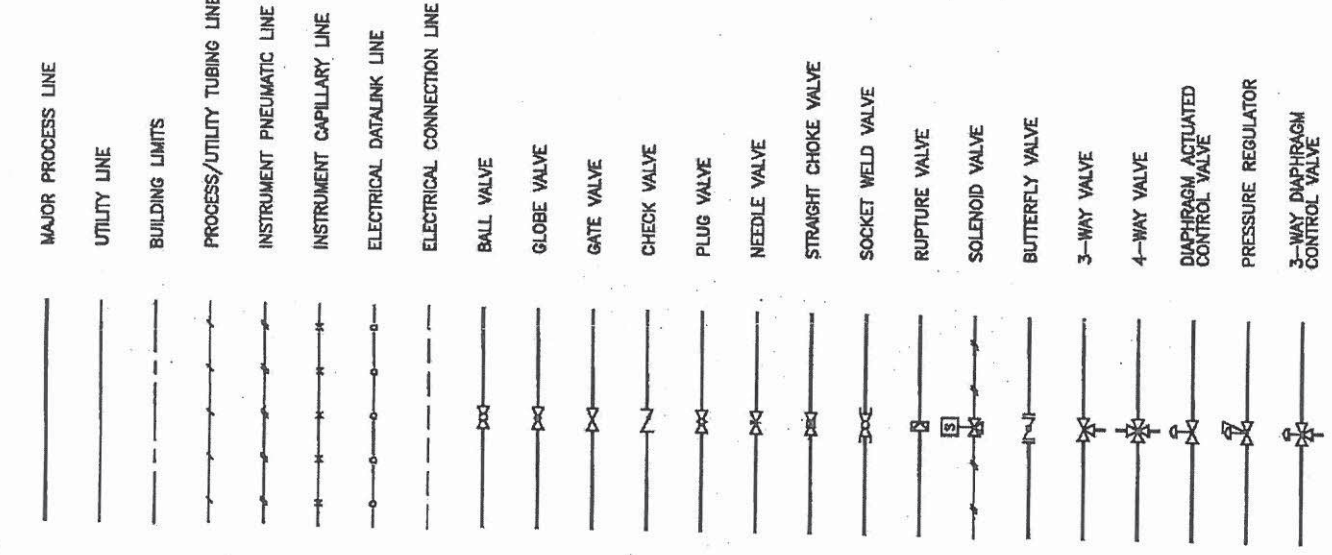 MAJOR PROCESS LINE
UTILITY LINE
BUILDING LIMITS
PROCESS/UTILITY TUBING LINE
INSTRUMENT PNEUMATIC LINE
INSTRUMENT CAPILLARY LINE
ELECTRICAL DATALINK LINE
ELECTRICAL CONNECTION LINE
BALL VALVE
GLOBE VALVE
GATE VALVE
CHECK VALVE
PLUG VALVE
NEEDLE VALVE
STRAIGHT CHOKE VALVE
SOCKET WELD VALVE
RUPTURE VALVE
S
SOLENOID VALVE
BUTTERFLY VALVE
3-WAY VALVE
4-WAY VALVE
DIAPHRAGM ACTUATED
CONTROL VALVE
PRESSURE REGULATOR
3-WAY DIAPHRAGM
CONTROL VALVE